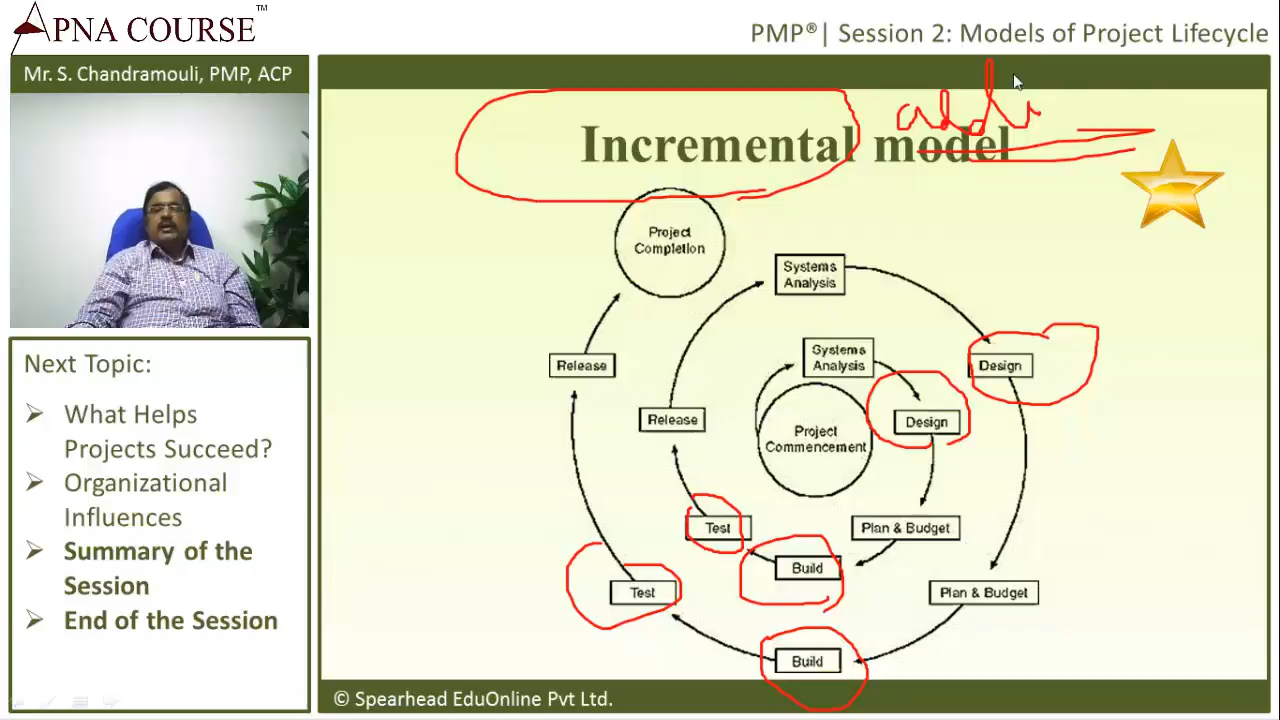 APNA COURSE™
PMP®| Session 2: Models of Project Lifecycle
Mr. S. Chandramouli, PMP, ACP
Incremental model
Project
Completion
Systems
Analysis
Systems
Analysis
Design
Release
Release
Design
Project
Commencement
Test
Plan & Budget
Build
Test
Plan & Budget
Build
Next Topic:
What Helps
Projects Succeed?
Organizational
Influences
Summary of the
Session
End of the Session
© Spearhead EduOnline Pvt Ltd.